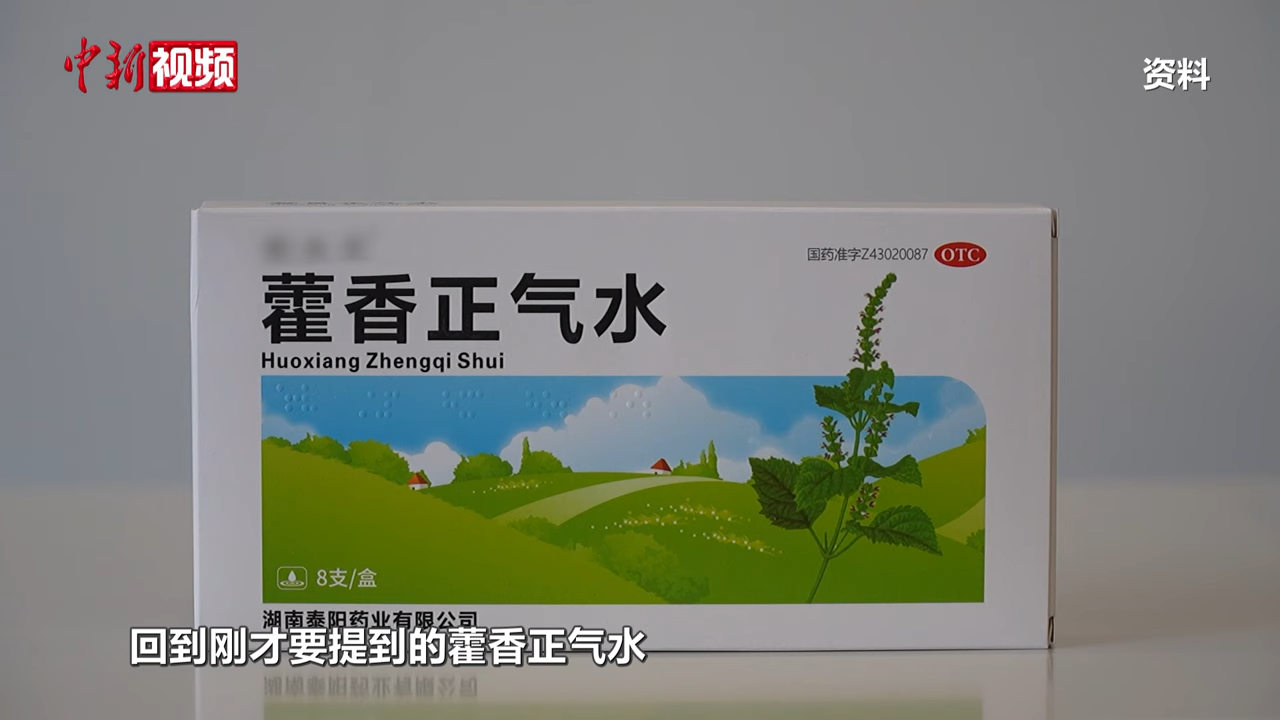 中新视频
资料
国药准字Z43020087 OTC
藿香正气水
Huoxiang Zhengqi Shui
8支/盒
湖南泰阳药业有限公司
回到刚才要提到的藿香正气水